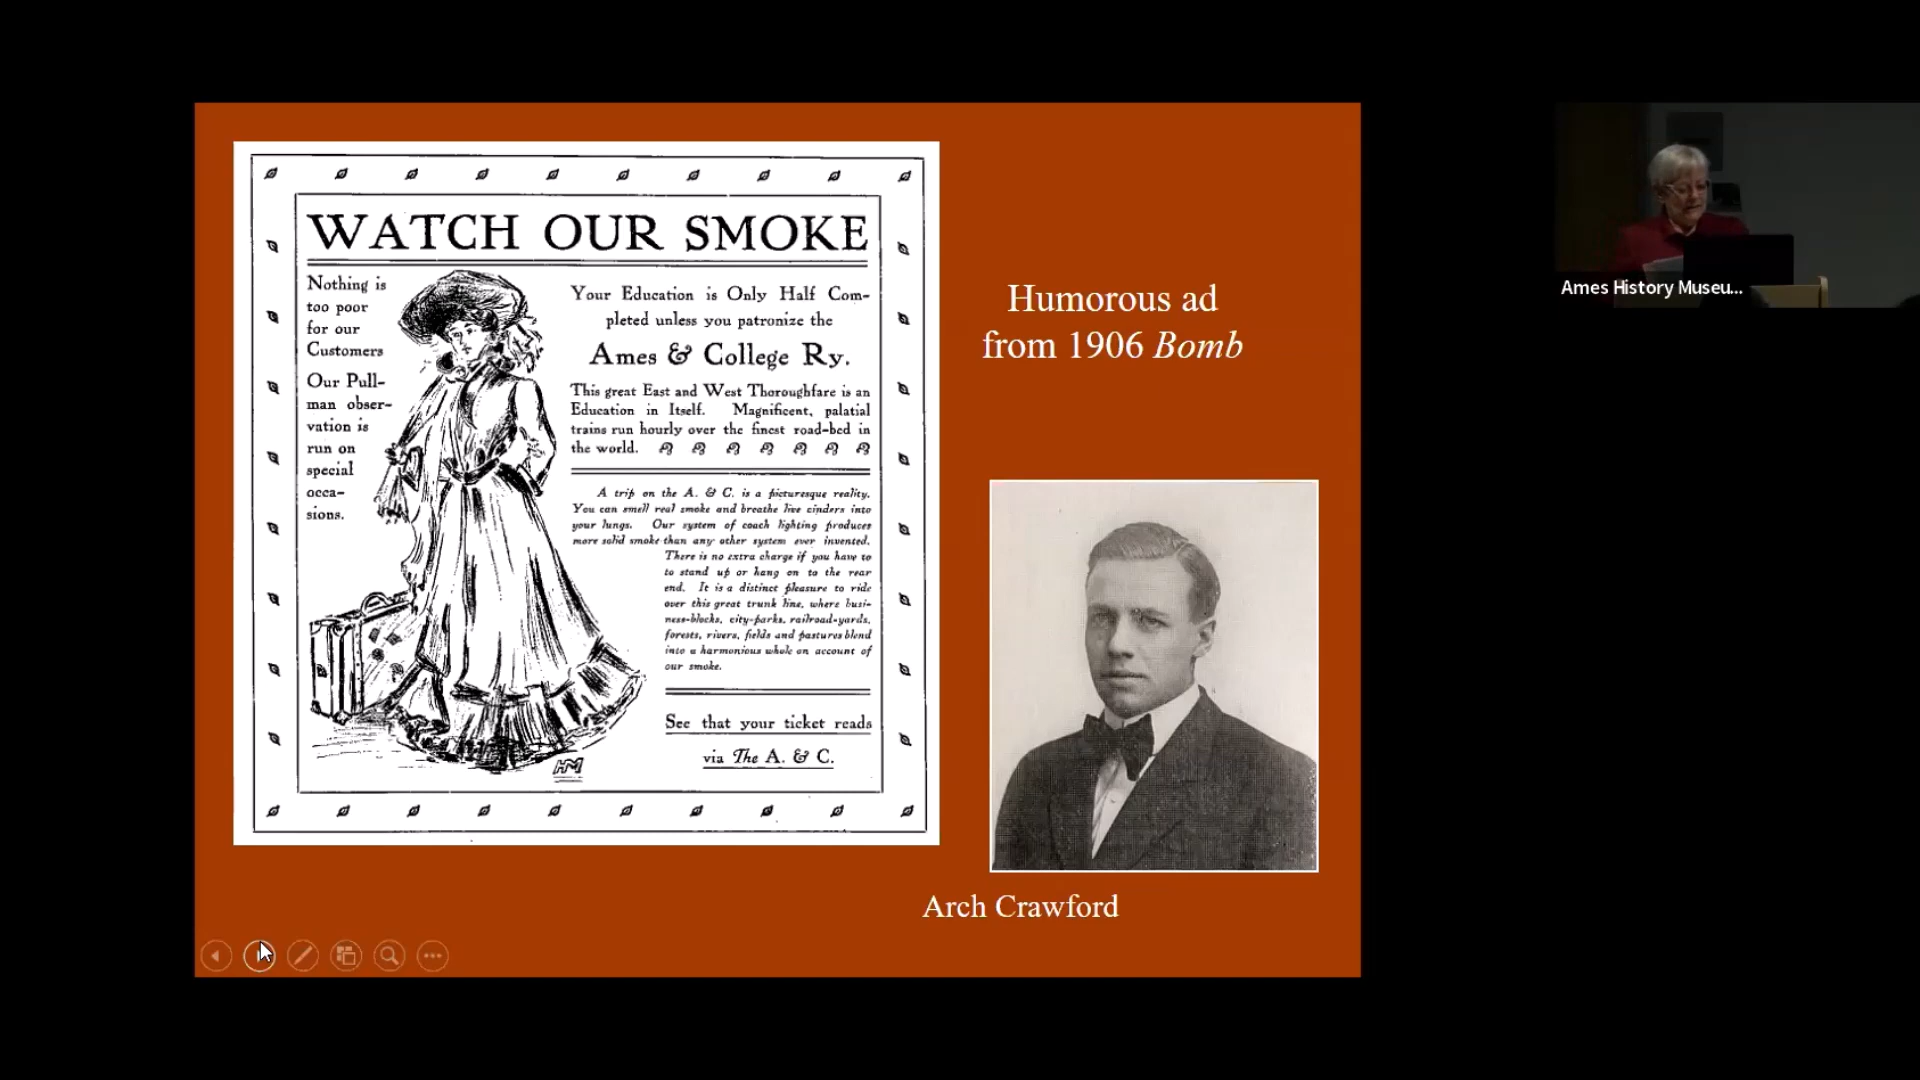 WATCH OUR SMOKE
Nothing is
too poor
for our
Customers
Our Pull-
man obser-
vation is
run on
special
occa-
sions.
Your Education is Only Half Com-
pleted unless you patronize the
Ames & College Ry.
This great East and West Thoroughfare is an
Education in Itself. Magnificent, palatial
trains run hourly over the finest road-bed in
the world.
A trip on the A. & C. is a picturesque reality.
You can smell real smoke and breathe live cinders into
your lungs. Our system of coach lighting produces
more solid smoke than any other system ever invented.
There is no extra charge if you have to
to stand up or hang on to the rear
end. It is a distinct pleasure to ride
over this great trunk line, where busi-
ness-blocks, city-parks, railroad-yards,
forests, rivers, fields and pastures blend
into a harmonious whole on account of
our smoke.
See that your ticket reads
via The A. & C.
HM
Humorous ad
from 1906 Bomb
Arch Crawford
Ames History Museu...